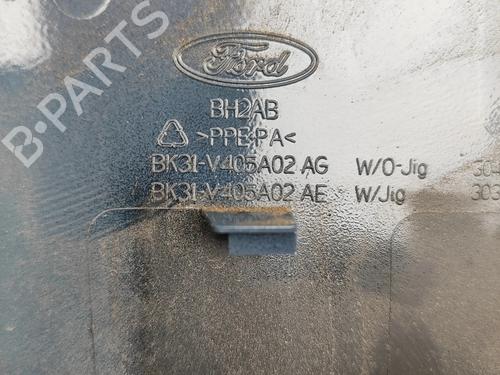 B-PARTS
Ford
BH2AB
>PPE-PA<
BK31-V405A02 AG W/O-Jig
BK31-V405A02 AE W/Jig